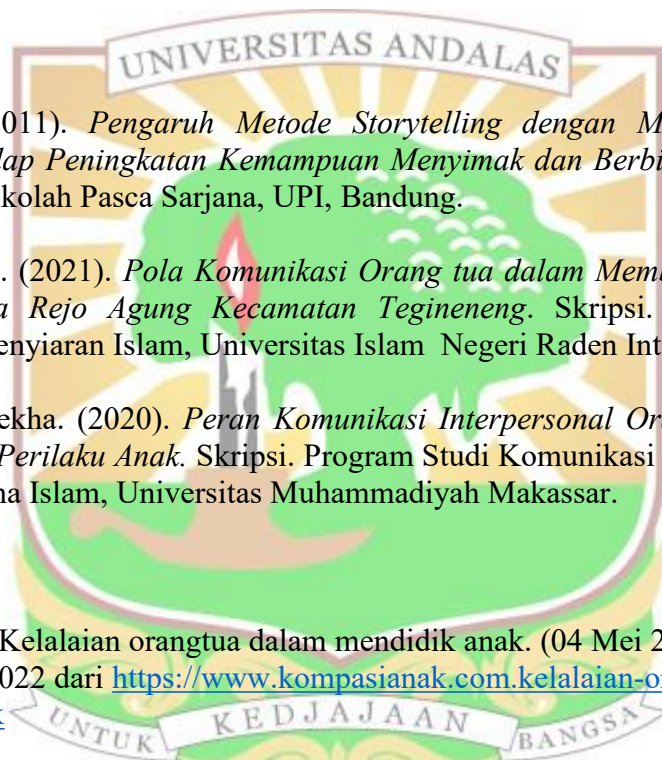 UNIVERSITAS ANDALAS
011). Pengaruh Metode Storytelling dengan M
lap Peningkatan Kemampuan Menyimak dan Berbi
kolah Pasca Sarjana, UPI, Bandung.
. (2021). Pola Komunikasi Orang tua dalam Mem
a Rejo Agung Kecamatan Tegineneng. Skripsi.
enyiaran Islam, Universitas Islam Negeri Raden Int
ekha. (2020). Peran Komunikasi Interpersonal Or
Perilaku Anak. Skripsi. Program Studi Komunikasi
na Islam, Universitas Muhammadiyah Makassar.
Kelalaian orangtua dalam mendidik anak. (04 Mei 2
022 dari https://www.kompasianak.com.kelalaian-o
k
UNTUK KEDJAJAAN BANGSA